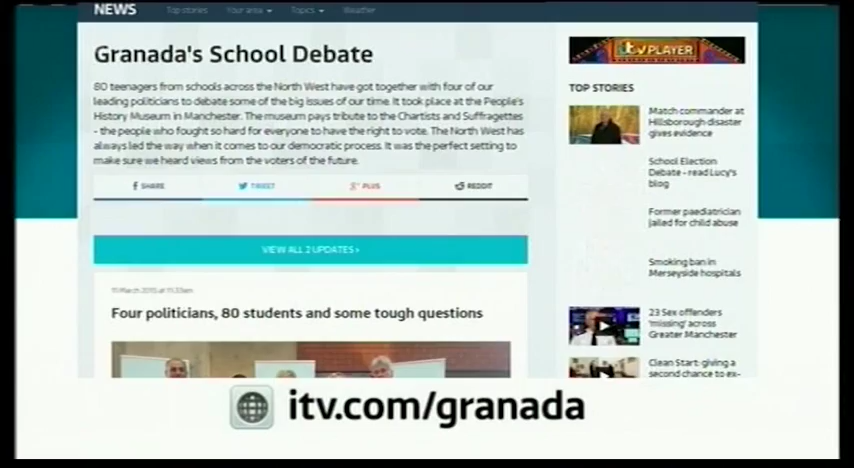 NEWS Top stories Your area Topics Weather
Granada's School Debate
80 teenagers from schools across the North West have got together with four of our
leading politicians to debate some of the big issues of our time. It took place at the People's
History Museum in Manchester. The museum pays tribute to the Chartists and Suffragettes
- the people who fought so hard for everyone to have the right to vote. The North West has
always led the way when it comes to our democratic process. It was the perfect setting to
make sure we heard views from the voters of the future.
SHARE TWEET PLUS REDDIT
VIEW ALL 2 UPDATES >
11 March 2015 at 11:33am
Four politicians, 80 students and some tough questions
itv PLAYER
TOP STORIES
Match commander at
Hillsborough disaster
gives evidence
School Election
Debate - read Lucy's
blog
Former paediatrician
jailed for child abuse
Smoking ban in
Merseyside hospitals
23 Sex offenders
'missing' across
Greater Manchester
Clean Start: giving a
second chance to ex-
itv.com/granada